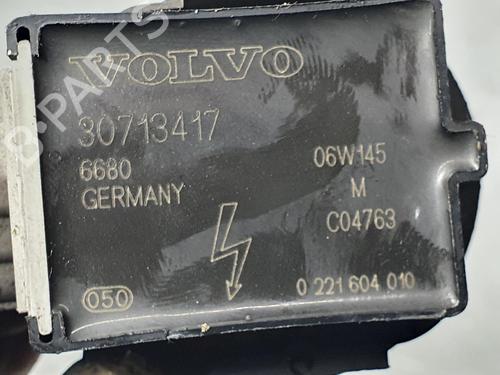 VOLVO
30713417
6680
GERMANY
06W145
M
C04763
050
0 221 604 010
B-PARTS